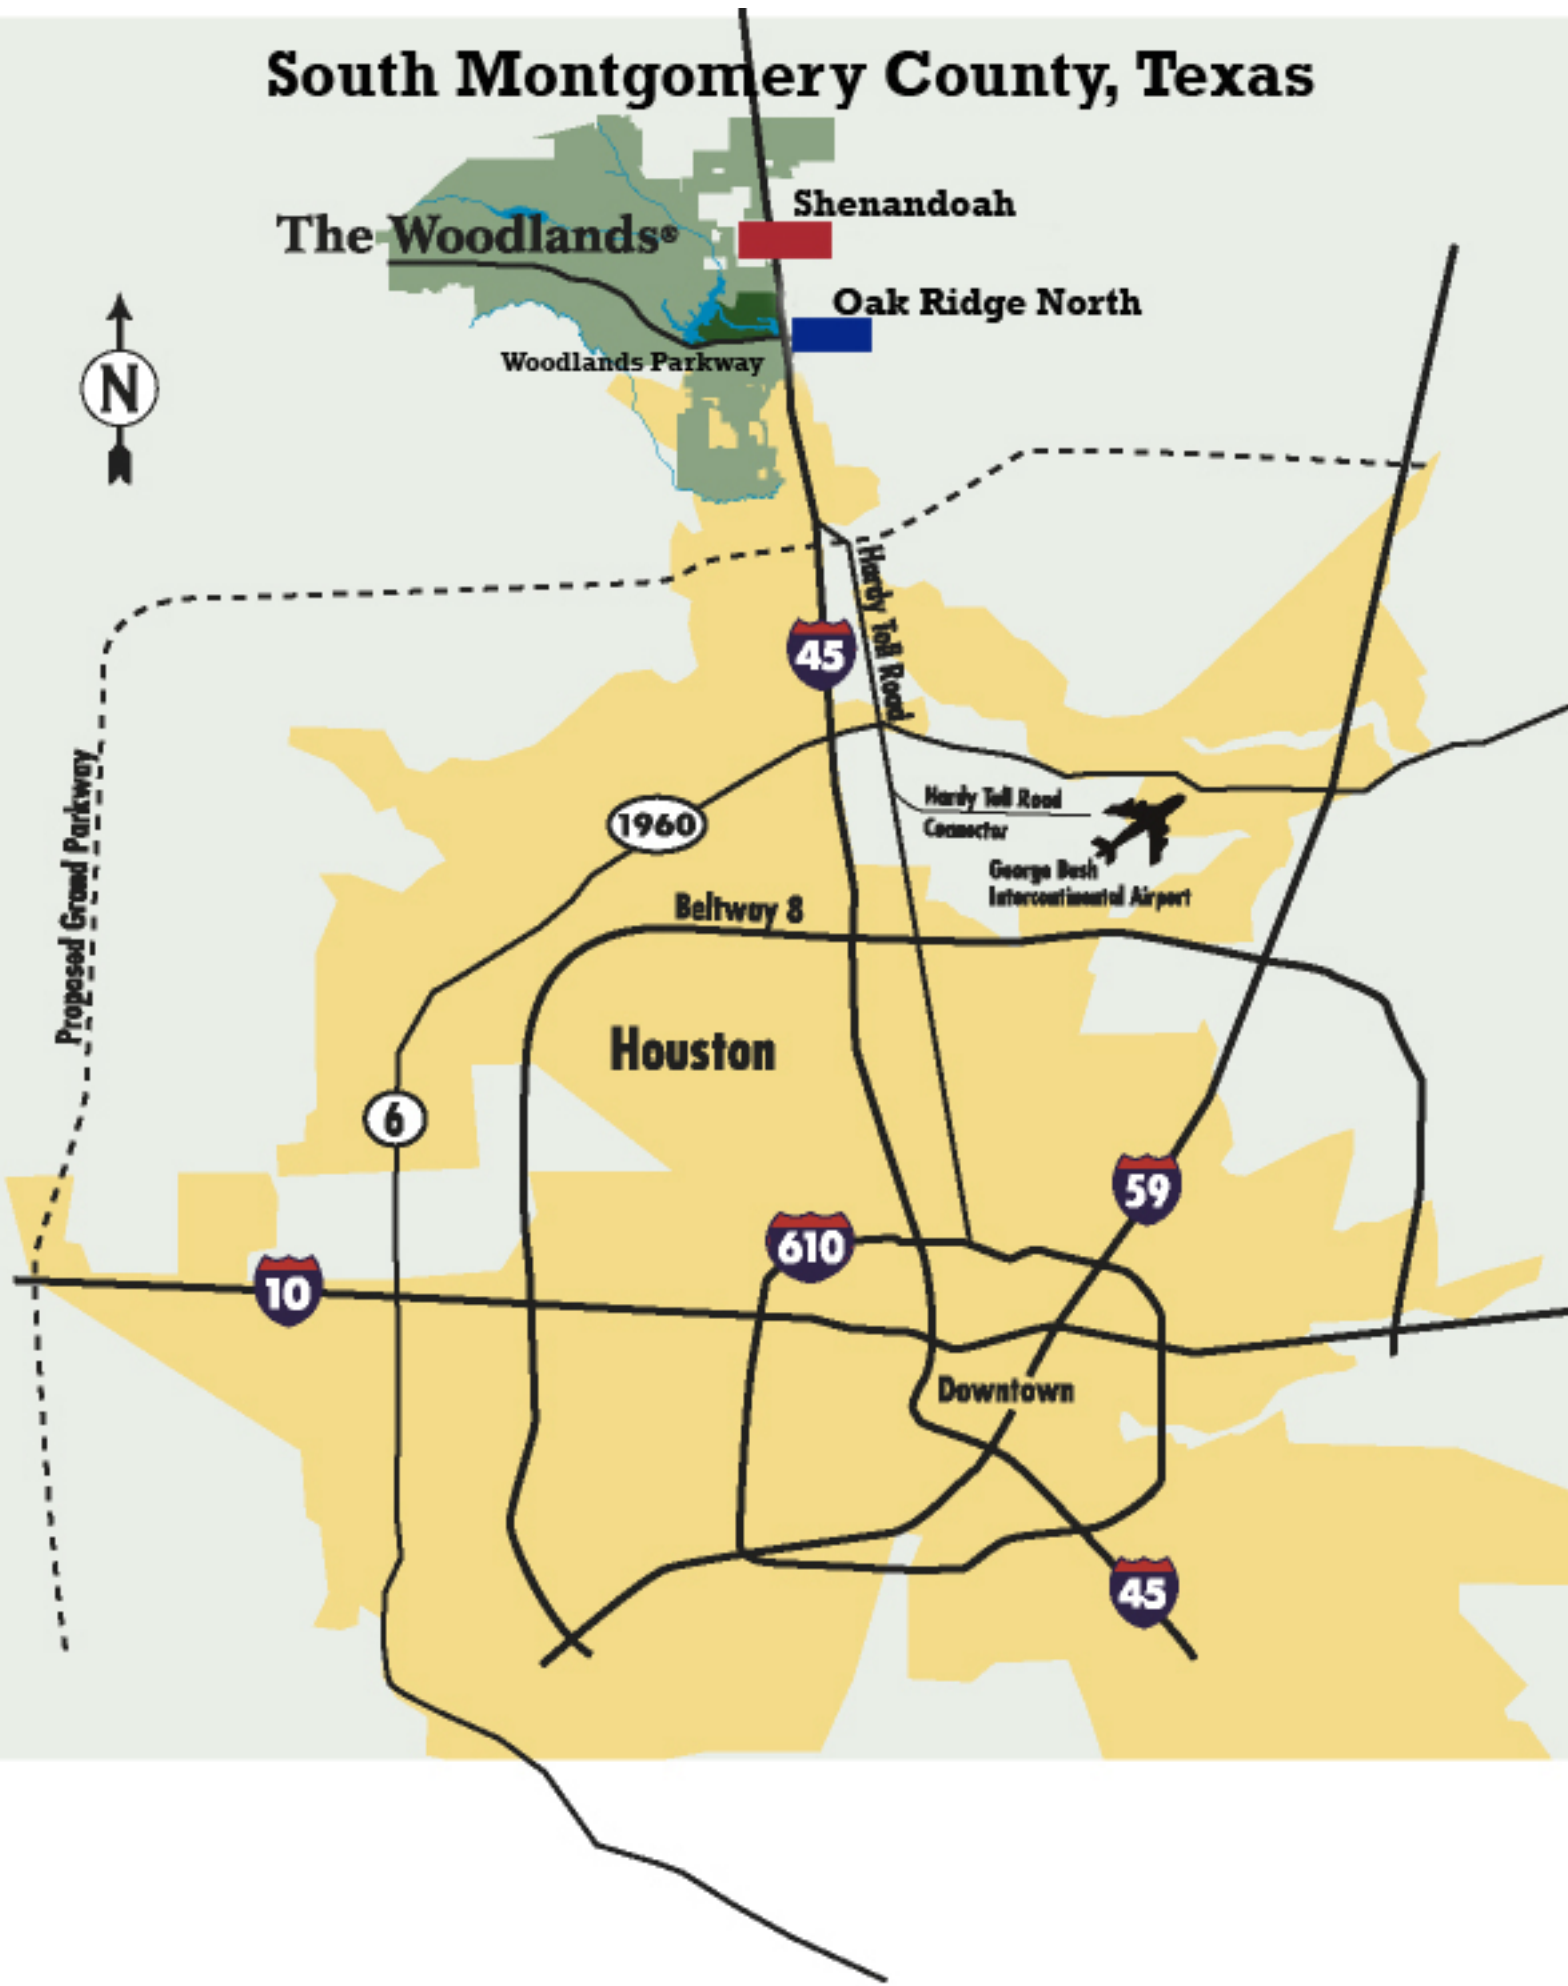 South Montgomery County, Texas
Shenandoah
The Woodlands®
Oak Ridge North
Woodlands Parkway
N
Hardy Toll Road
45
Proposed Grand Parkway
Hardy Toll Road
Connector
1960
George Bush
Intercontinental Airport
Beltway 8
Houston
6
59
610
10
Downtown
45